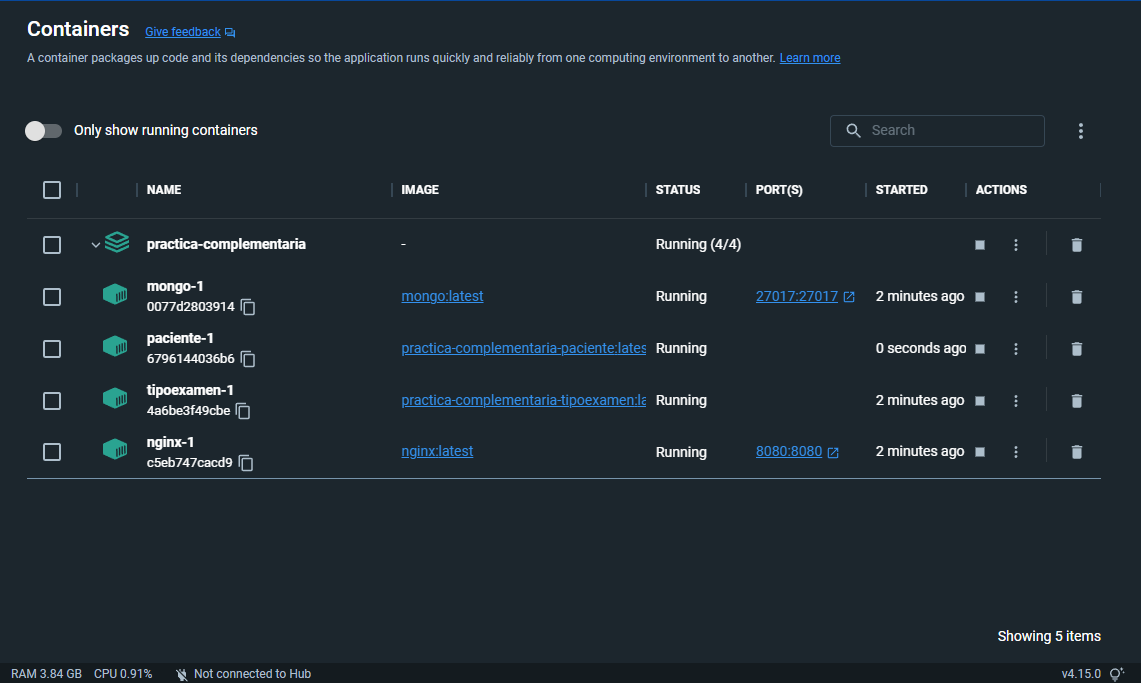 Containers Give feedback
A container packages up code and its dependencies so the application runs quickly and reliably from one computing environment to another. Learn more
Only show running containers Search
NAME IMAGE STATUS PORT(S) STARTED ACTIONS
practica-complementaria - Running (4/4)
mongo-1
0077d2803914 mongo:latest Running 27017:27017 2 minutes ago
paciente-1
6796144036b6 practica-complementaria-paciente:lates Running 0 seconds ago
tipoexamen-1
4a6be3f49cbe practica-complementaria-tipoexamen:la Running 2 minutes ago
nginx-1
c5eb747cacd9 nginx:latest Running 8080:8080 2 minutes ago
Showing 5 items
RAM 3.84 GB CPU 0.91% Not connected to Hub v4.15.0